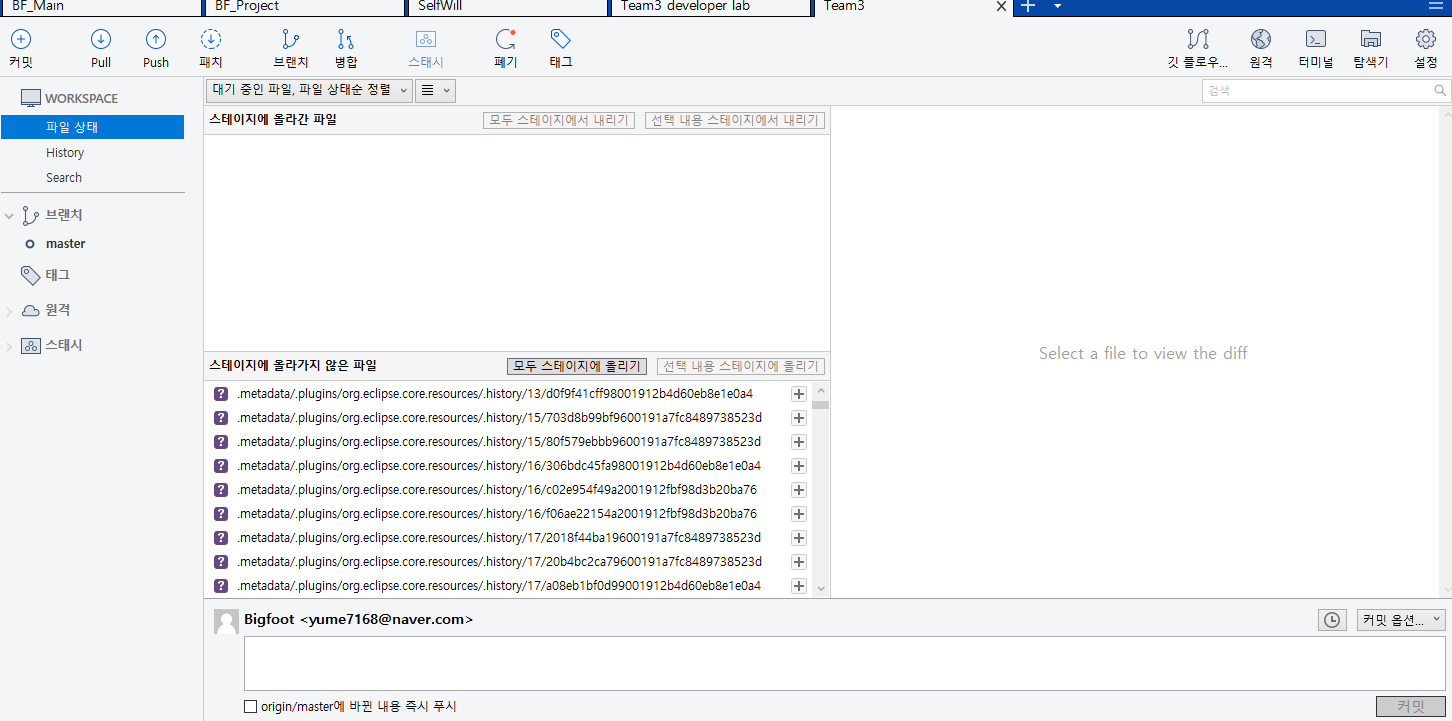 BF_Main
BF_Project
SelfWill
Team3 developer lab
Team3
커밋
Pull
Push
패치
브랜치
병합
스태시
폐기
태그
깃 플로우...
원격
터미널
탐색기
설정
WORKSPACE
파일 상태
History
Search
브랜치
master
태그
원격
스태시
대기 중인 파일, 파일 상태순 정렬
검색
스테이지에 올라간 파일
모두 스테이지에서 내리기
선택 내용 스테이지에서 내리기
Select a file to view the diff
스테이지에 올라가지 않은 파일
모두 스테이지에 올리기
선택 내용 스테이지에 올리기
.metadata/.plugins/org.eclipse.core.resources/.history/13/d0f9f41cff98001912b4d60eb8e1e0a4
.metadata/.plugins/org.eclipse.core.resources/.history/15/703d8b99bf9600191a7fc8489738523d
.metadata/.plugins/org.eclipse.core.resources/.history/15/80f579ebbb9600191a7fc8489738523d
.metadata/.plugins/org.eclipse.core.resources/.history/16/306bdc45fa98001912b4d60eb8e1e0a4
.metadata/.plugins/org.eclipse.core.resources/.history/16/c02e954f49a2001912fbf98d3b20ba76
.metadata/.plugins/org.eclipse.core.resources/.history/16/f06ae22154a2001912fbf98d3b20ba76
.metadata/.plugins/org.eclipse.core.resources/.history/17/2018f44ba19600191a7fc8489738523d
.metadata/.plugins/org.eclipse.core.resources/.history/17/20b4bc2ca79600191a7fc8489738523d
.metadata/.plugins/org.eclipse.core.resources/.history/17/a08eb1bf0d99001912b4d60eb8e1e0a4
Bigfoot <yume7168@naver.com>
커밋 옵션...
origin/master에 바뀐 내용 즉시 푸시
커밋